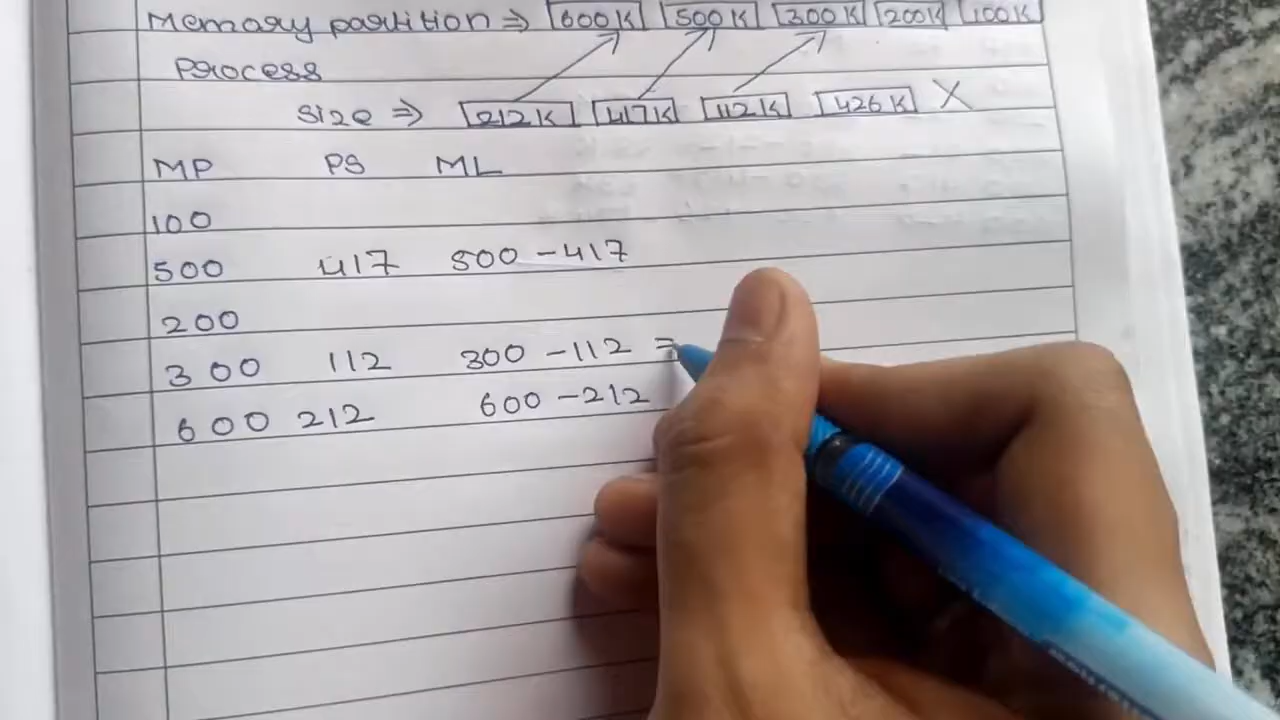 Memory partition ⇒ 600K 500K 300K 200K 100K
Process
Size ⇒ 212K 417K 112K 426K X
MP PS ML
100
500 417 500 - 417
200
300 112 300 - 112 =
600 212 600 - 212